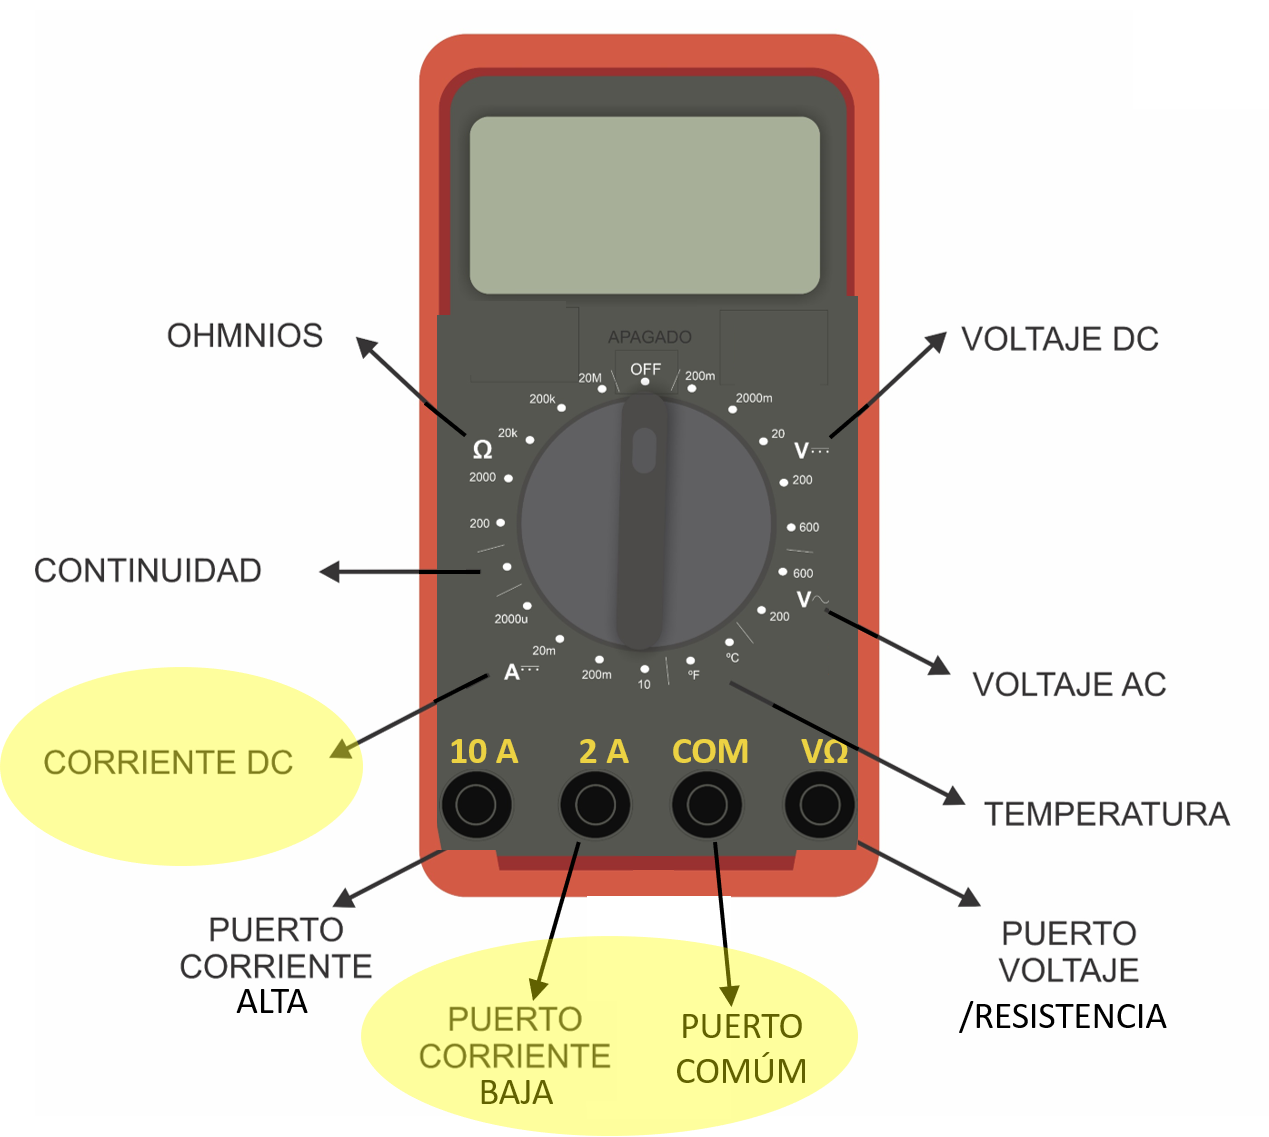 OHMNIOS
CONTINUIDAD
CORRIENTE DC
PUERTO
CORRIENTE
ALTA
APAGADO
OFF
20M
200k
20k
Ω
2000
200
2000u
20m
A
200m
10
200m
2000m
20
V
200
600
600
V
200
ºC
ºF
10 A
2 A
COM
VΩ
PUERTO
CORRIENTE
BAJA
PUERTO
COMÚM
VOLTAJE DC
VOLTAJE AC
TEMPERATURA
PUERTO
VOLTAJE
/RESISTENCIA